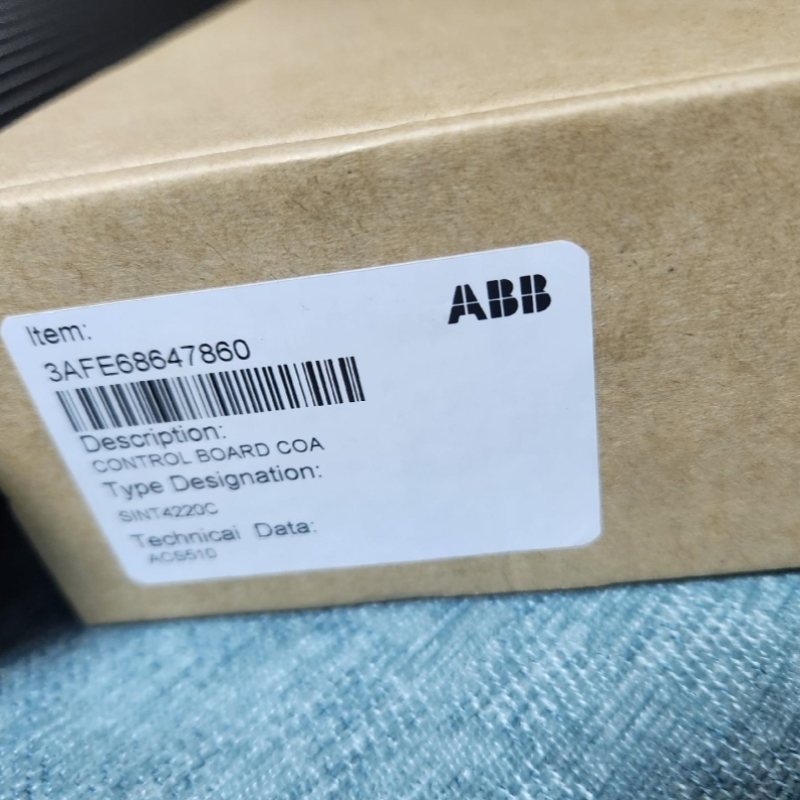 ABB
Item:
3AFE68647860
Description:
CONTROL BOARD COA
Type Designation:
SINT4220C
Technicai Data:
ACS510